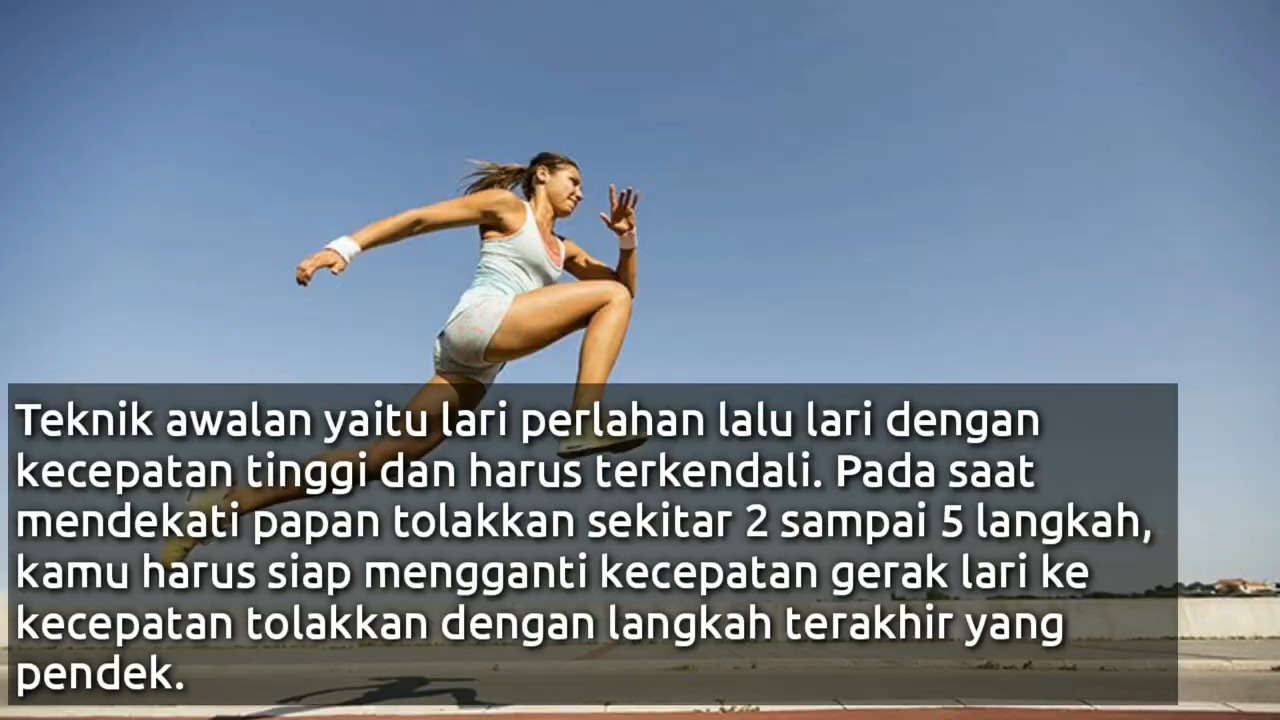 Teknik awalan yaitu lari perlahan lalu lari dengan
kecepatan tinggi dan harus terkendali. Pada saat
mendekati papan tolakkan sekitar 2 sampai 5 langkah,
kamu harus siap mengganti kecepatan gerak lari ke
kecepatan tolakkan dengan langkah terakhir yang
pendek.